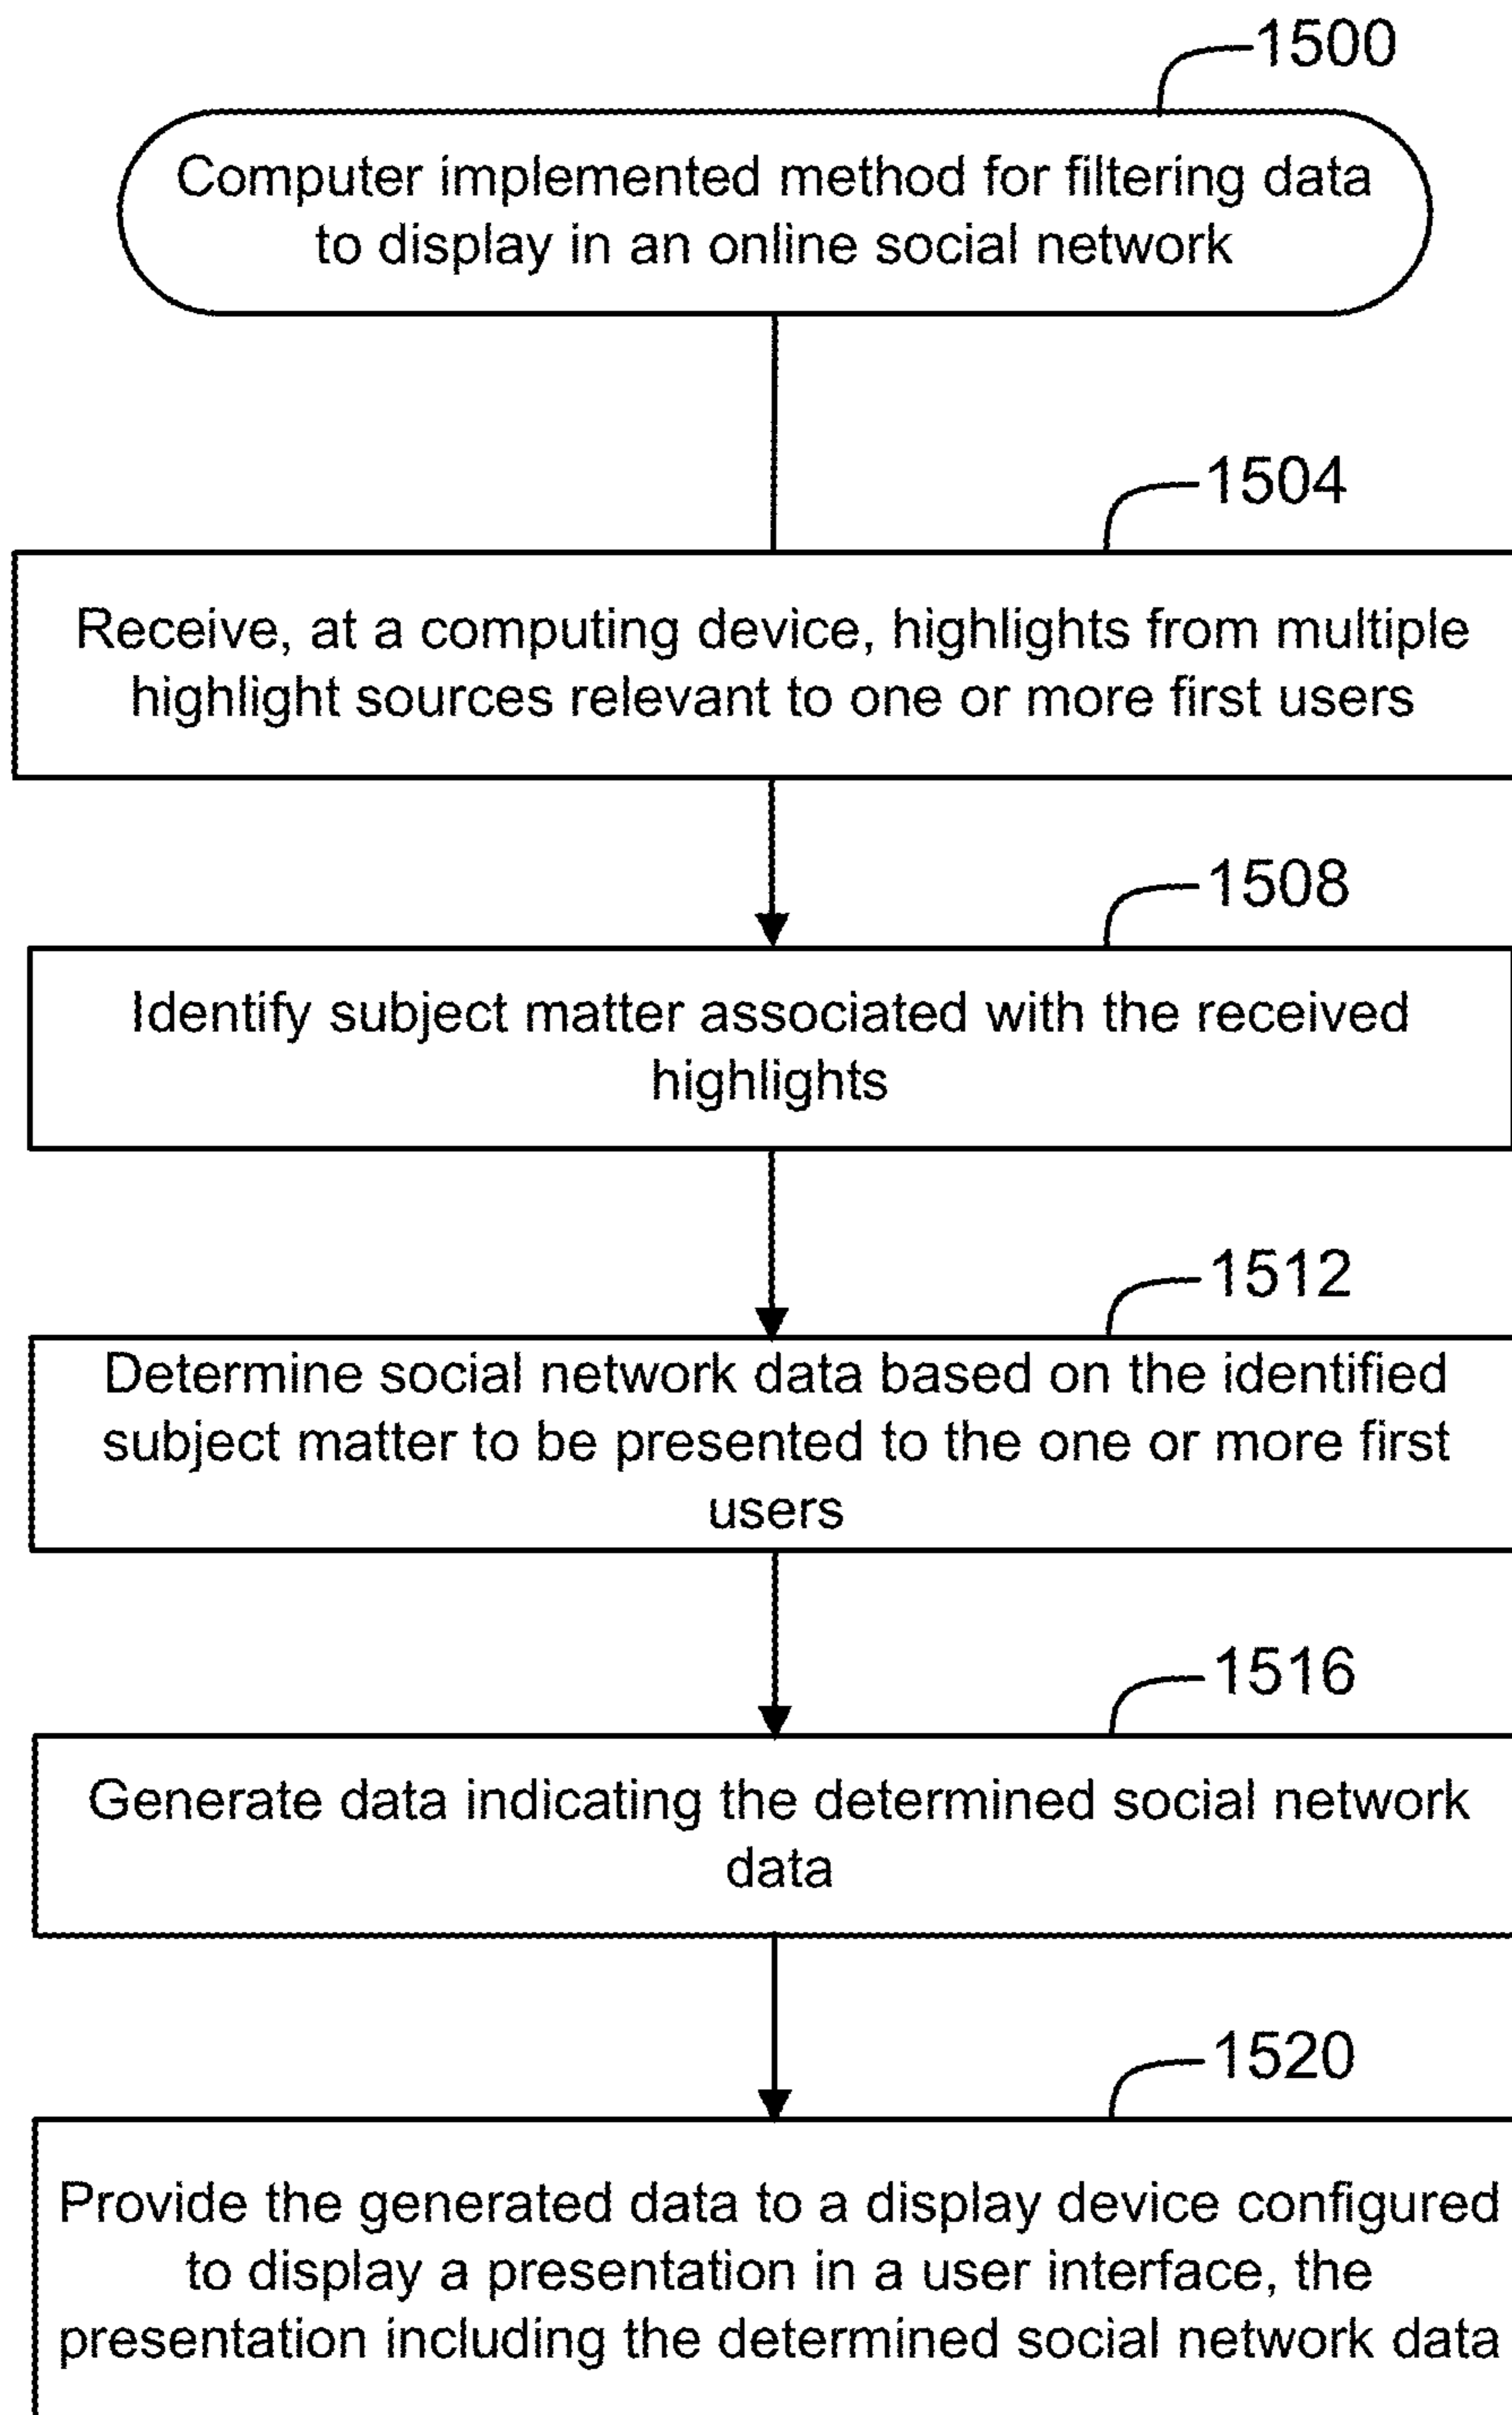 1500
Computer implemented method for filtering data
to display in an online social network
1504
Receive, at a computing device, highlights from multiple
highlight sources relevant to one or more first users
1508
Identify subject matter associated with the received
highlights
1512
Determine social network data based on the identified
subject matter to be presented to the one or more first
users
1516
Generate data indicating the determined social network
data
1520
Provide the generated data to a display device configured
to display a presentation in a user interface, the
presentation including the determined social network data